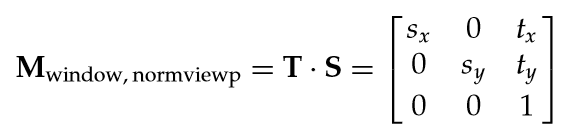 M_window, normviewp = T · S = [ s_x 0 t_x
0 s_y t_y
0 0 1 ]